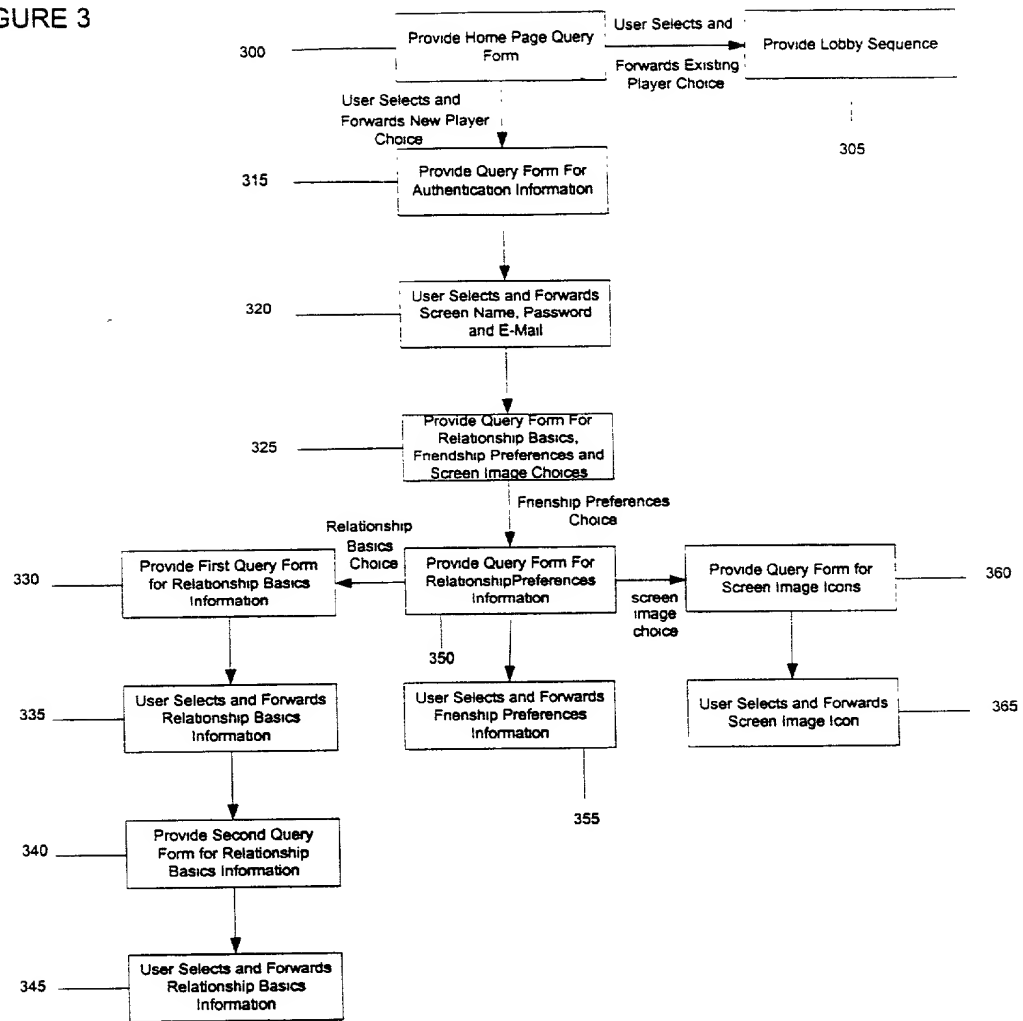 GURE 3
300
Provide Home Page Query
Form
User Selects and
Forwards Existing
Player Choice
Provide Lobby Sequence
305
User Selects and
Forwards New Player
Choice
315
Provide Query Form For
Authentication Information
320
User Selects and Forwards
Screen Name, Password
and E-Mail
325
Provide Query Form For
Relationship Basics,
Friendship Preferences and
Screen Image Choices
Frienship Preferences
Choice
Relationship
Basics
Choice
330
Provide First Query Form
for Relationship Basics
Information
Provide Query Form For
RelationshipPreferences
Information
350
screen
image
choice
Provide Query Form for
Screen Image Icons
360
335
User Selects and Forwards
Relationship Basics
Information
User Selects and Forwards
Frienship Preferences
Information
355
User Selects and Forwards
Screen Image Icon
365
340
Provide Second Query
Form for Relationship
Basics Information
345
User Selects and Forwards
Relationship Basics
Information